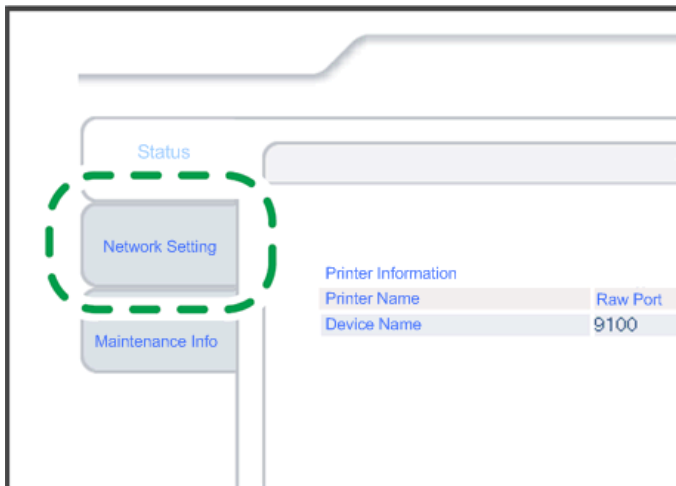 Status
Network Setting
Maintenance Info
Printer Information
Printer Name Raw Port
Device Name 9100